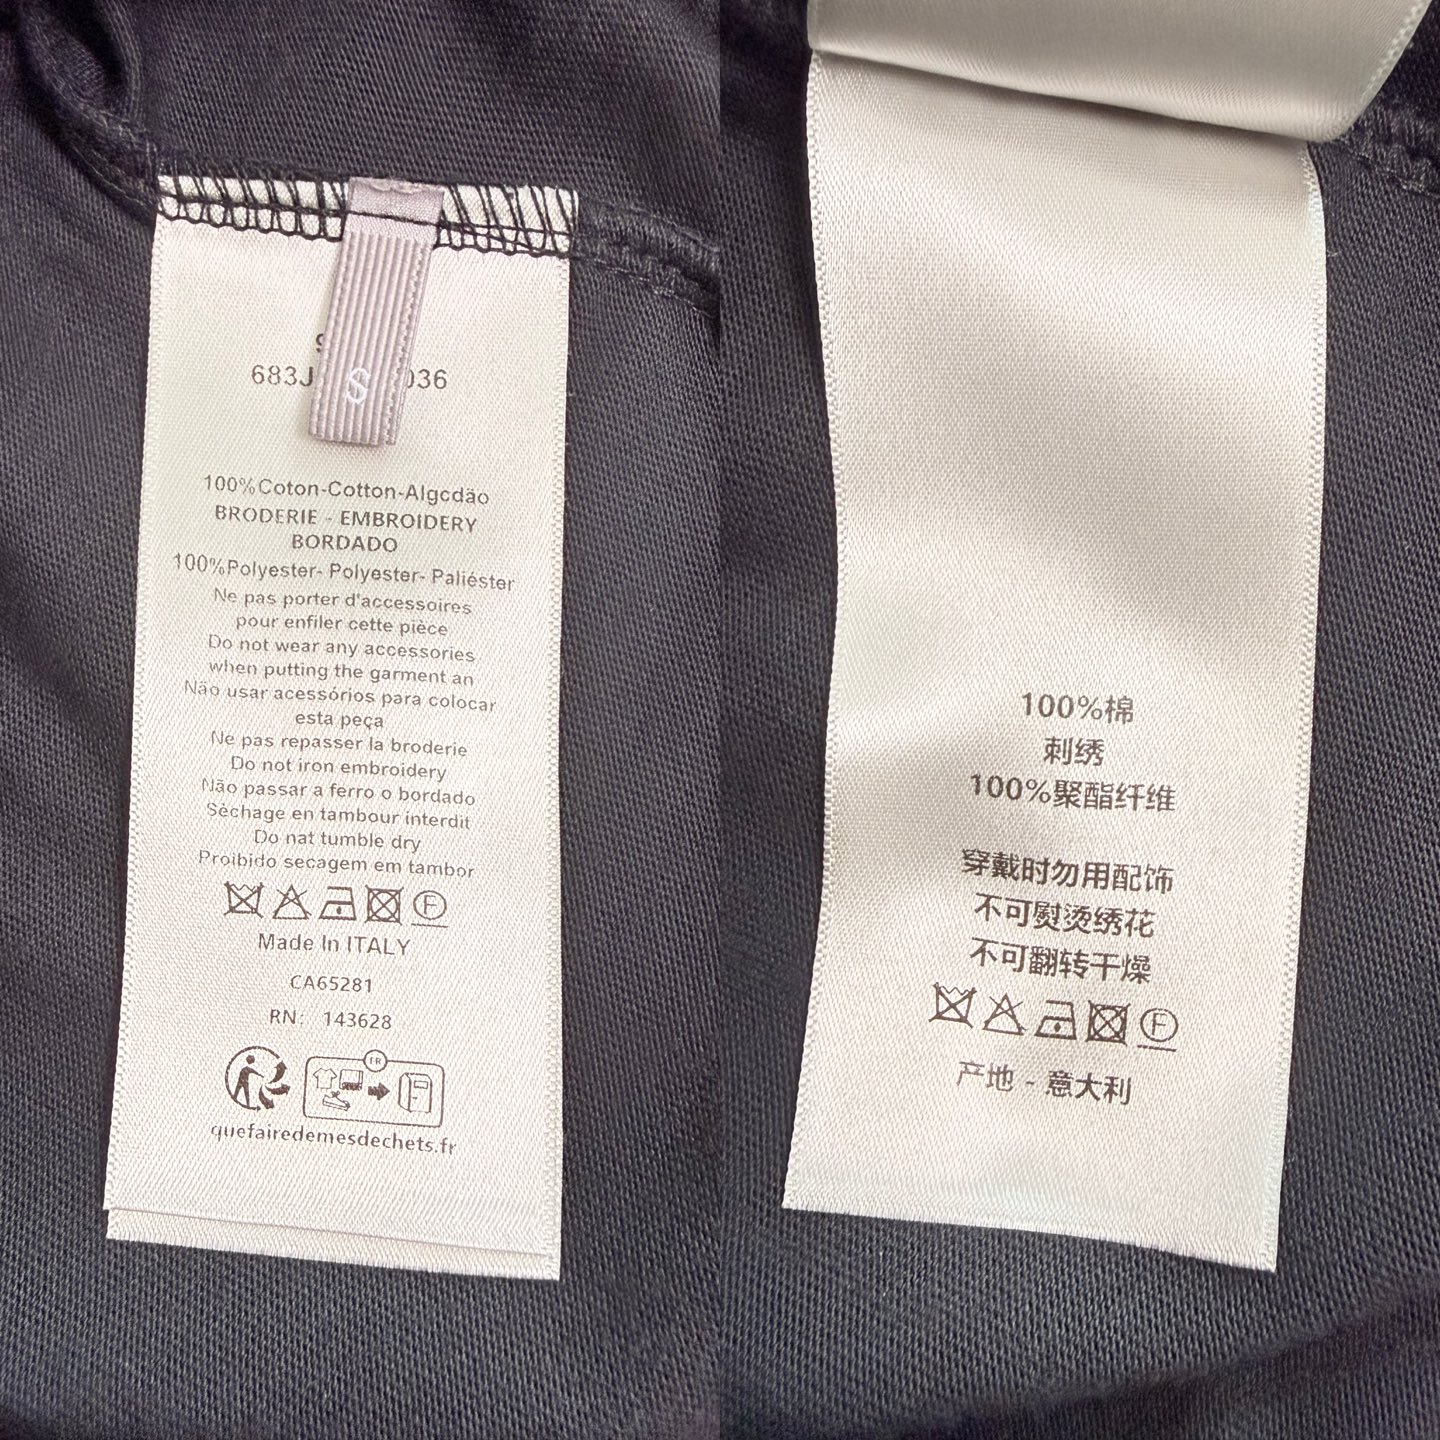 683J 036
S
100%Coton-Cotton-Algcdão
BRODERIE - EMBROIDERY
BORDADO
100%Polyester- Polyester- Paliéster
Ne pas porter d'accessoires
pour enfiler cette pièce
Do not wear any accessories
when putting the garment an
Não usar acessórios para colocar
esta peça
Ne pas repasser la broderie
Do not iron embroidery
Não passar a ferro o bordado
Séchage en tambour interdit
Do nat tumble dry
Proibido secagem em tambor
F
Made In ITALY
CA65281
RN: 143628
FR
quefairedemesdechets.fr
100%棉
刺绣
100%聚酯纤维
穿戴时勿用配饰
不可熨烫绣花
不可翻转干燥
F
产地 - 意大利